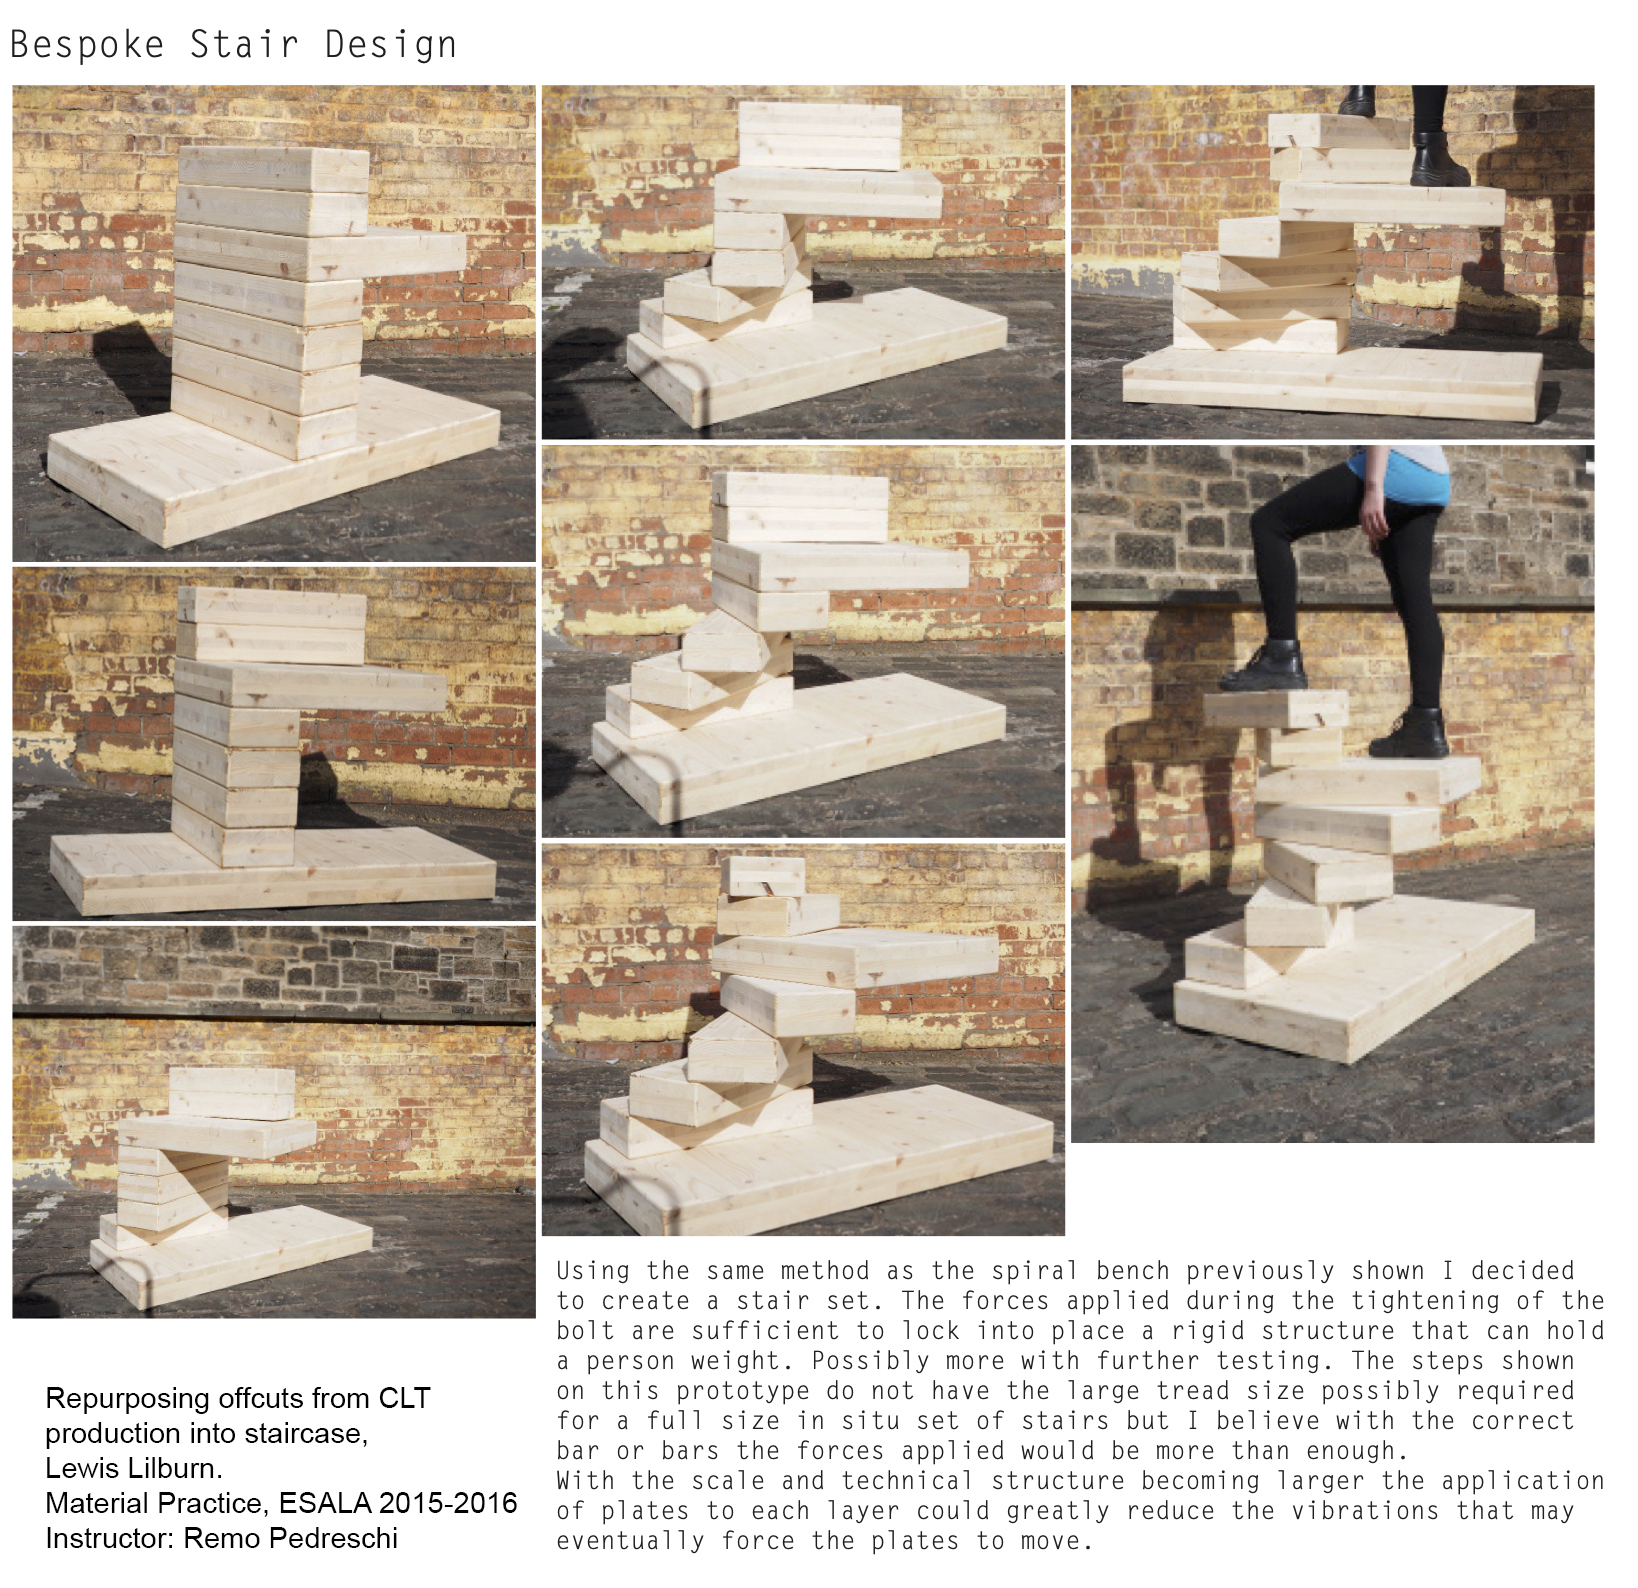 Bespoke Stair Design
Using the same method as the spiral bench previously shown I decided
to create a stair set. The forces applied during the tightening of the
bolt are sufficient to lock into place a rigid structure that can hold
a person weight. Possibly more with further testing. The steps shown
on this prototype do not have the large tread size possibly required
for a full size in situ set of stairs but I believe with the correct
bar or bars the forces applied would be more than enough.
With the scale and technical structure becoming larger the application
of plates to each layer could greatly reduce the vibrations that may
eventually force the plates to move.
Repurposing offcuts from CLT
production into staircase,
Lewis Lilburn.
Material Practice, ESALA 2015-2016
Instructor: Remo Pedreschi